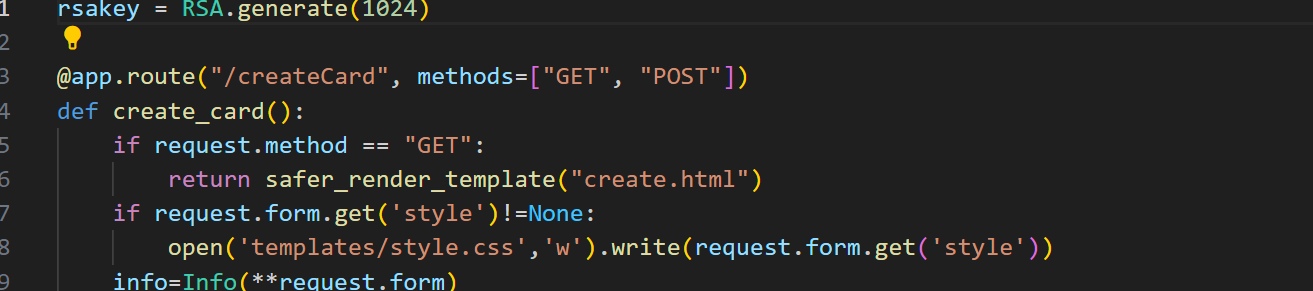 1 rsakey = RSA.generate(1024)
2
3 @app.route("/createCard", methods=["GET", "POST"])
4 def create_card():
5     if request.method == "GET":
6         return safer_render_template("create.html")
7     if request.form.get('style')!=None:
8         open('templates/style.css','w').write(request.form.get('style'))
9     info=Info(**request.form)